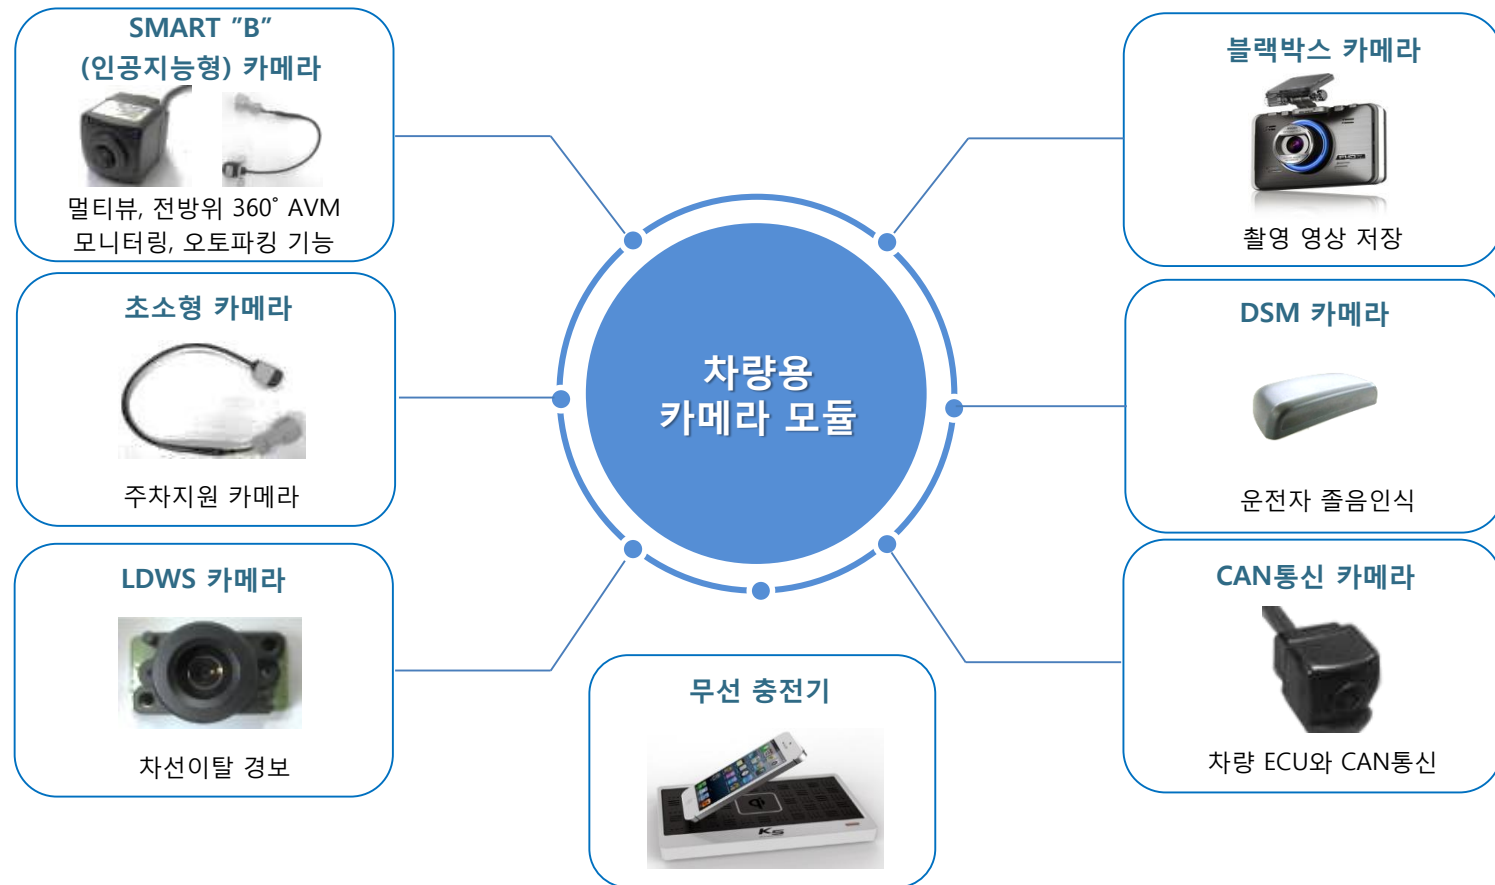 SMART ”B”
(인공지능형) 카메라
멀티뷰, 전방위 360˚ AVM
모니터링, 오토파킹 기능
초소형 카메라
주차지원 카메라
LDWS 카메라
차선이탈 경보
차량용
카메라 모듈
무선 충전기
K5
블랙박스 카메라
촬영 영상 저장
DSM 카메라
운전자 졸음인식
CAN통신 카메라
차량 ECU와 CAN통신